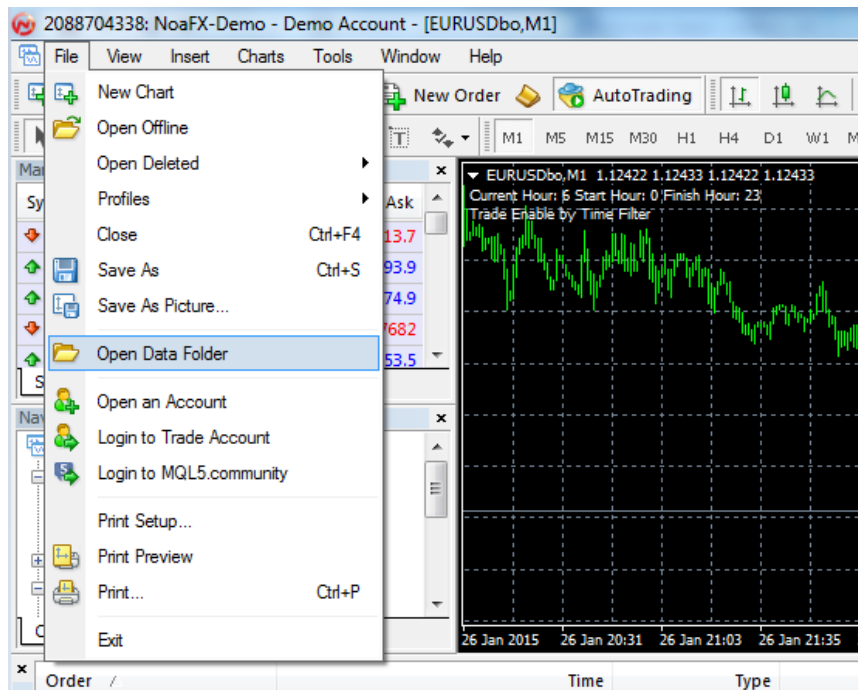 2088704338: NoaFX-Demo - Demo Account - [EURUSDbo,M1]
File View Insert Charts Tools Window Help
New Order AutoTrading
M1 M5 M15 M30 H1 H4 D1 W1
New Chart
Open Offline
Open Deleted
Profiles
Close Ctrl+F4
Save As Ctrl+S
Save As Picture...
Open Data Folder
Open an Account
Login to Trade Account
Login to MQL5.community
Print Setup...
Print Preview
Print... Ctrl+P
Exit
Ask
13.7
93.9
74.9
7682
53.5
EURUSDbo,M1 1.12422 1.12433 1.12422 1.12433
Current Hour: 6 Start Hour: 0 Finish Hour: 23
Trade Enable by Time Filter
26 Jan 2015 26 Jan 20:31 26 Jan 21:03 26 Jan 21:35
Order / Time Type